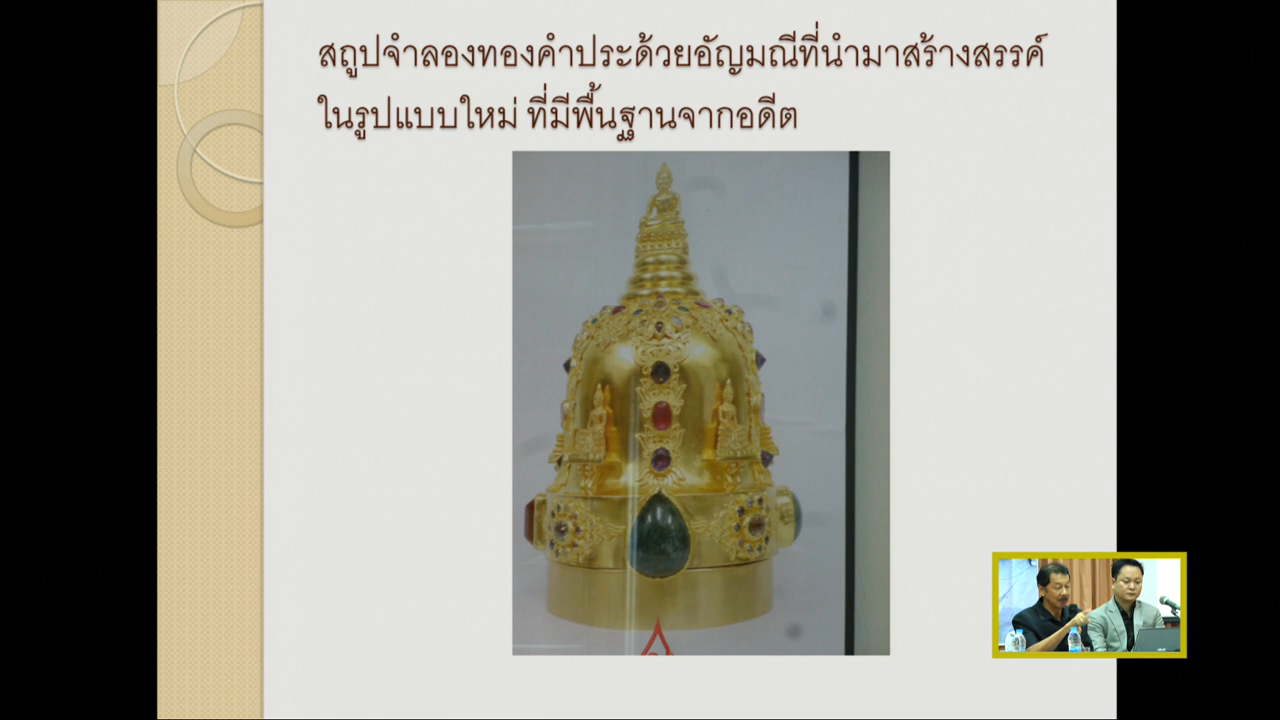 สถูปจำลองทองคำประด้วยอัญมณีที่นำมาสร้างสรรค์
ในรูปแบบใหม่ ที่มีพื้นฐานจากอดีต